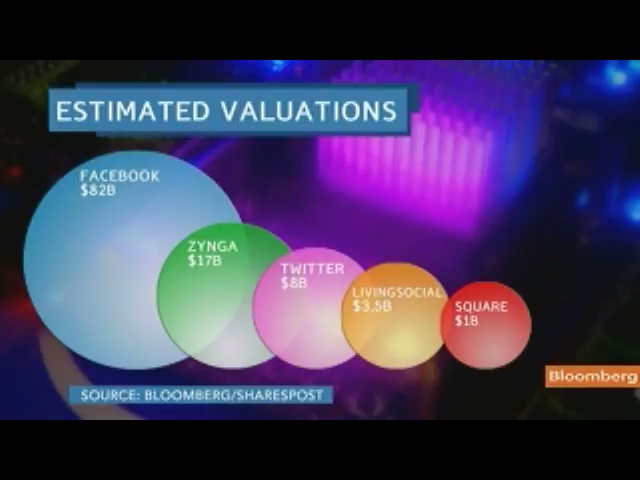 ESTIMATED VALUATIONS
FACEBOOK
$82B
ZYNGA
$17B
TWITTER
$8B
LIVINGSOCIAL
$3.5B
SQUARE
$1B
SOURCE: BLOOMBERG/SHARESPOST
Bloomberg